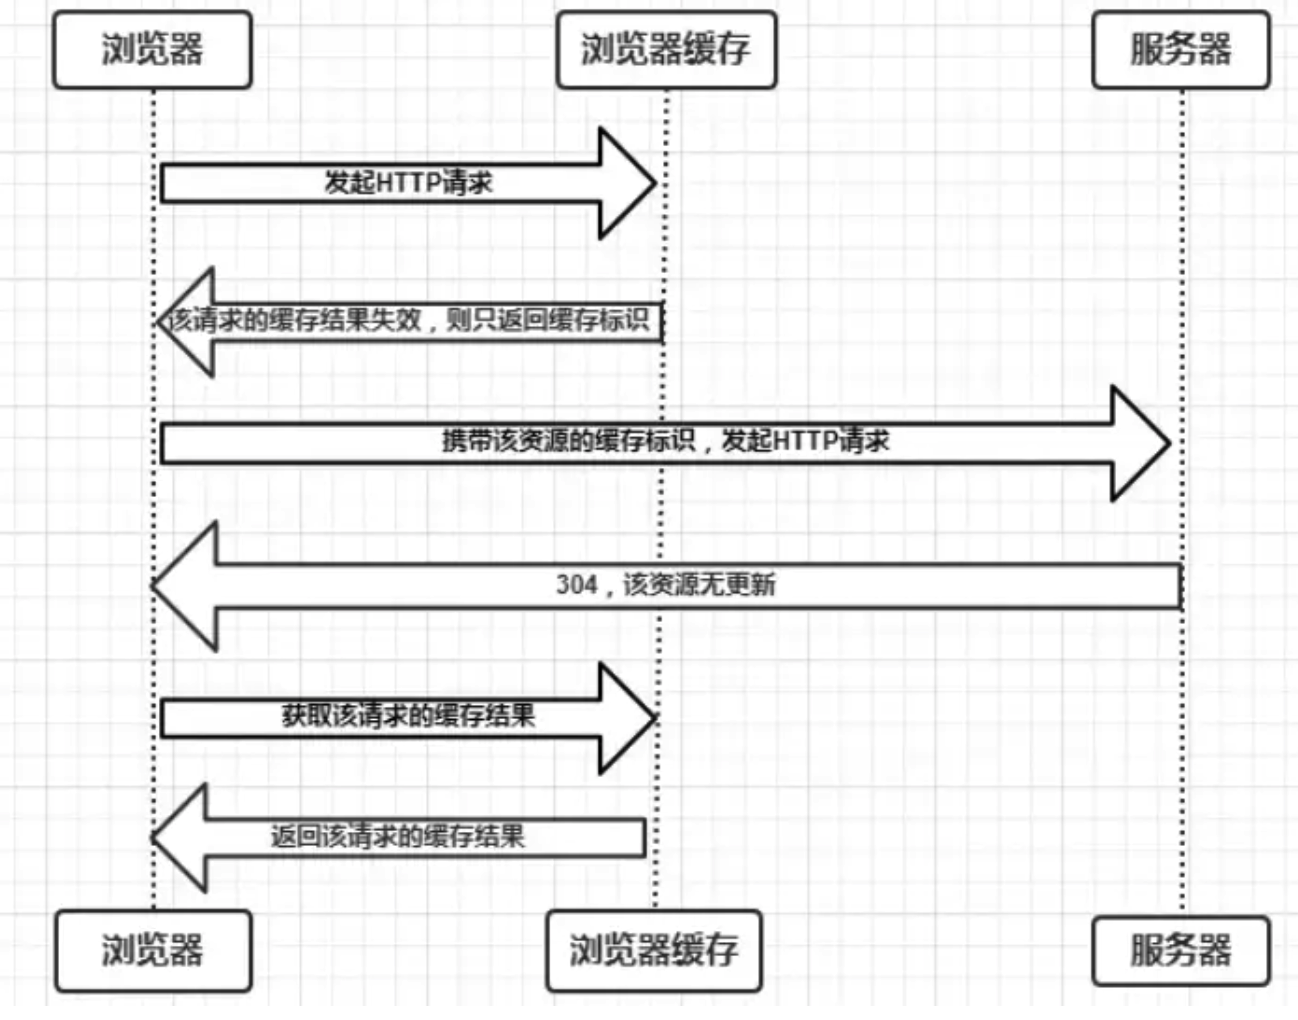 浏览器
浏览器缓存
服务器
发起HTTP请求
该请求的缓存结果失效，则只返回缓存标识
携带该资源的缓存标识，发起HTTP请求
304，该资源无更新
获取该请求的缓存结果
返回该请求的缓存结果
浏览器
浏览器缓存
服务器